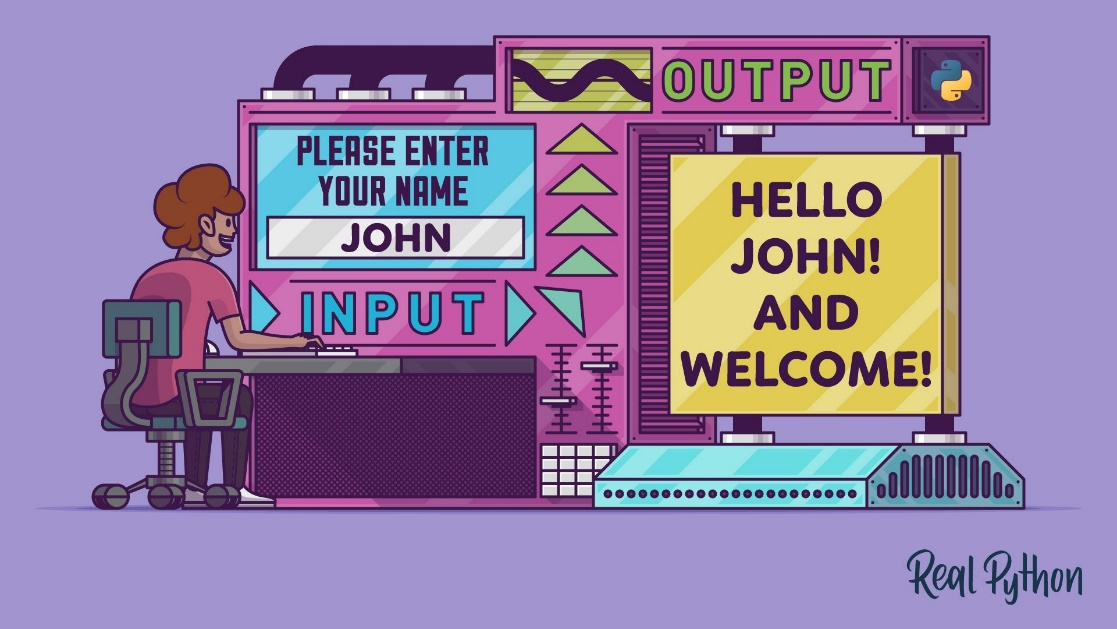 OUTPUT
PLEASE ENTER
YOUR NAME
JOHN
INPUT
HELLO
JOHN!
AND
WELCOME!
Real Python